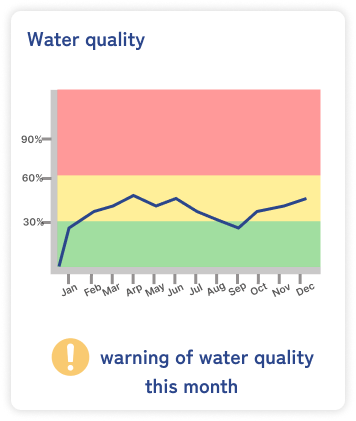 Water quality
90%
60%
30%
Jan Feb Mar Arp May Jun Jul Aug Sep Oct Nov Dec
! warning of water quality
this month